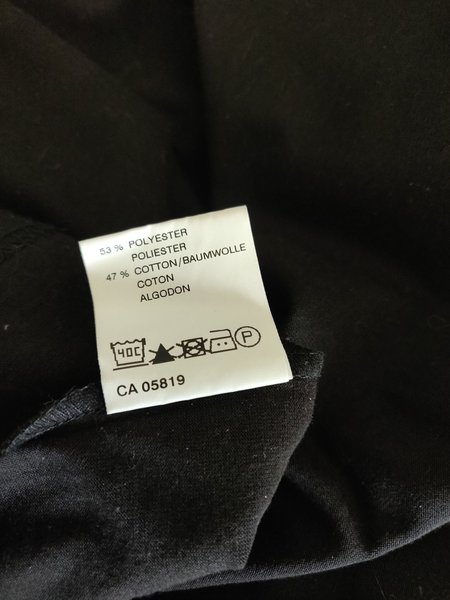 53 % POLYESTER
POLIESTER
47 % COTTON/BAUMWOLLE
COTON
ALGODON
40C P
CA 05819